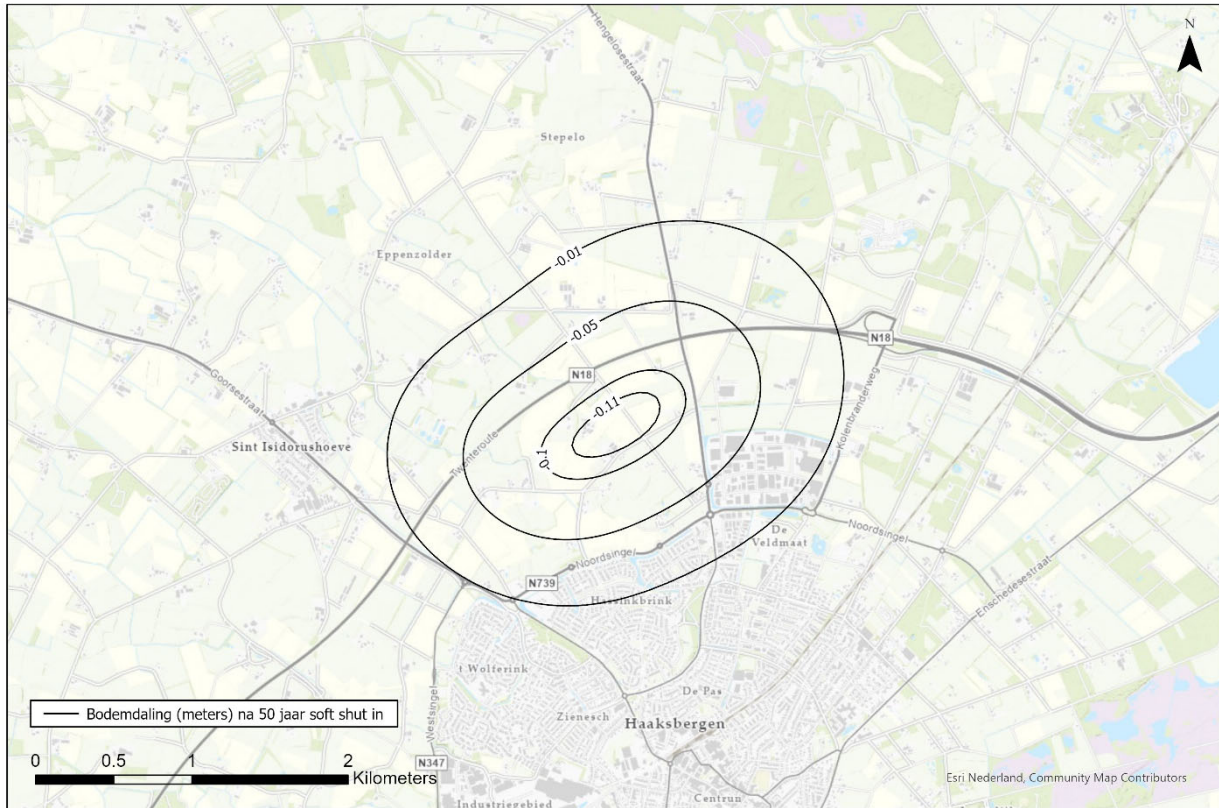 N
Hengelosestraat
Stepelo
Eppenzolder
-0.01
-0.05
N18
N18
Goorsestraat
-0.11
Kolenbranderweg
Sint Isidorushoeve
Twenteroute
-0.1
De
Veldmaat
Noordsingel
Noordsingel
N739
Enschedesestraat
Hassinkbrink
't Wolferink
De Pas
Zienesch
Haaksbergen
Westsingel
N347
Centrum
Industriegebied
Bodemdaling (meters) na 50 jaar soft shut in
0 0.5 1 2
Kilometers
Esri Nederland, Community Map Contributors